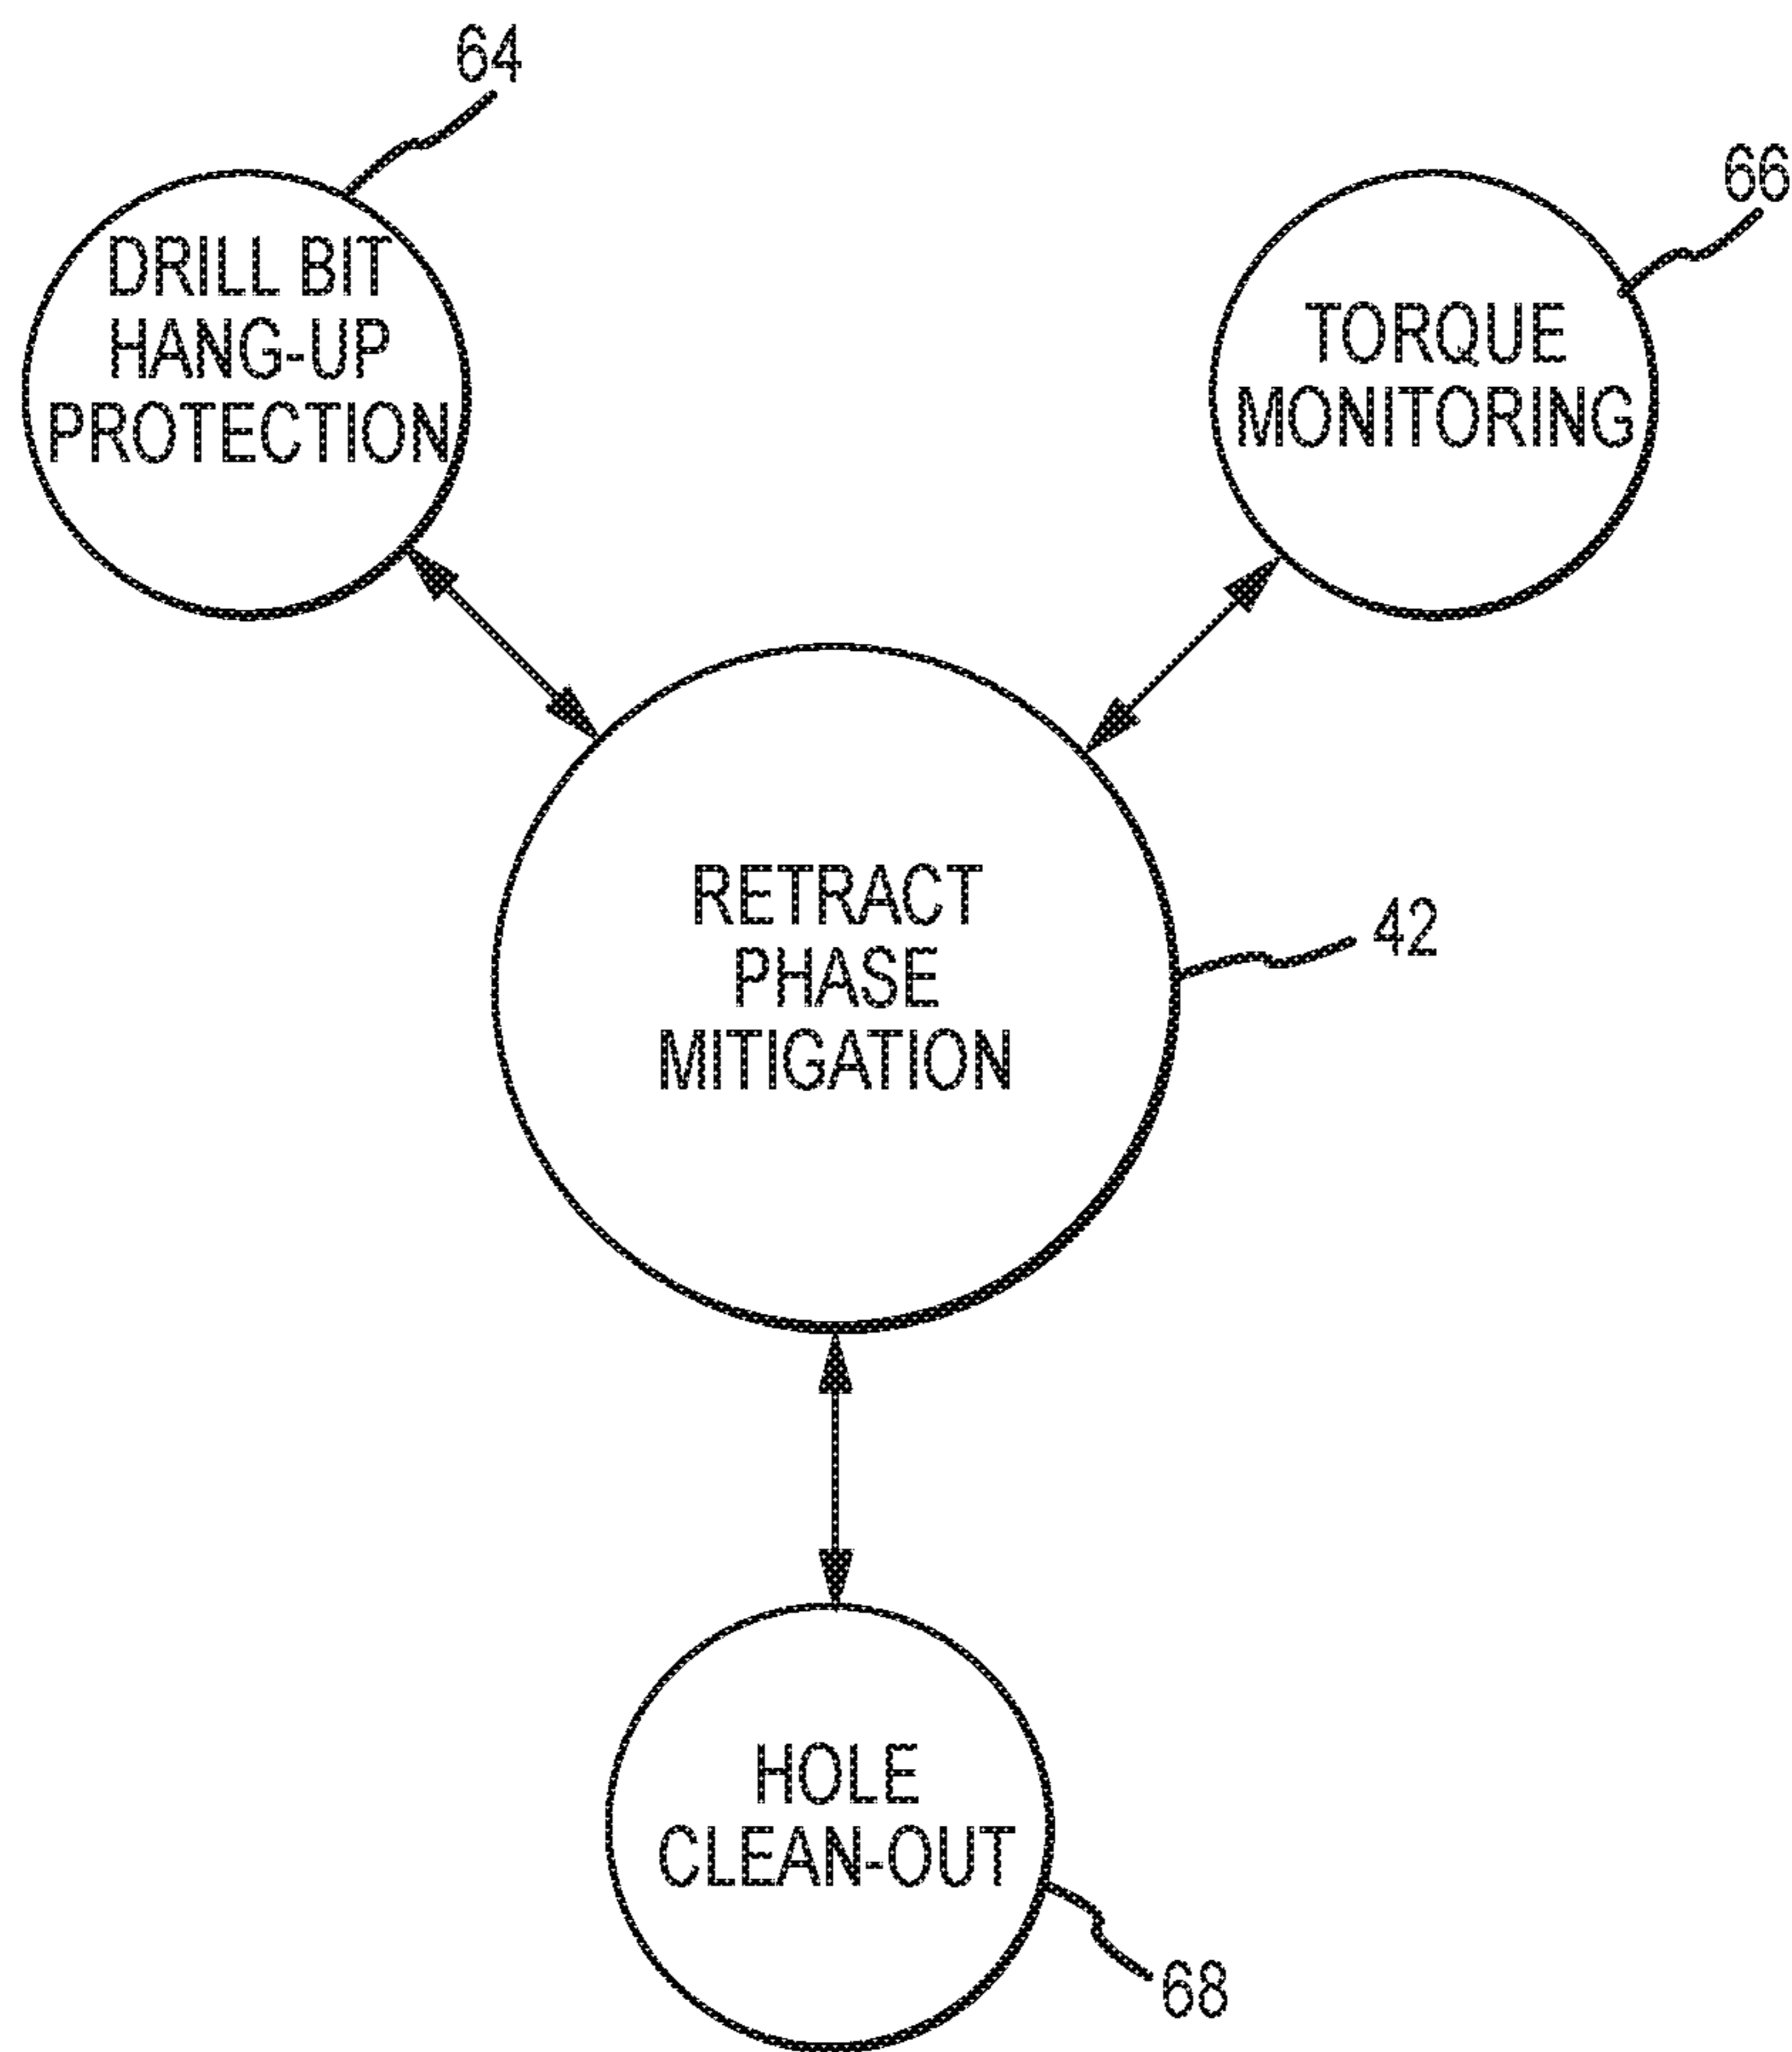 64
66
DRILL BIT
HANG-UP
PROTECTION
TORQUE
MONITORING
RETRACT
PHASE
MITIGATION
42
HOLE
CLEAN-OUT
68